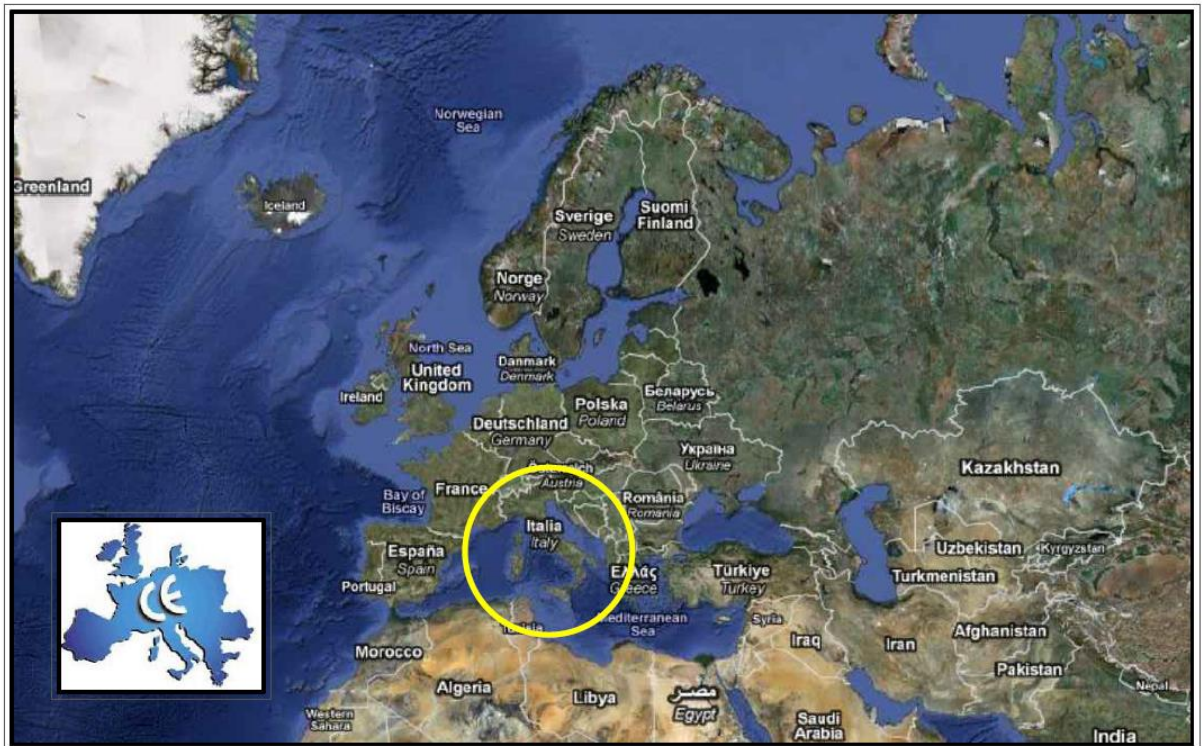 Norwegian
Sea
Greenland
Iceland
Sverige
Sweden
Suomi
Finland
Norge
Norway
North Sea
United
Kingdom
Ireland
Danmark
Denmark
Беларусь
Belarus
Polska
Poland
Deutschland
Germany
Україна
Ukraine
Österreich
Austria
Kazakhstan
France
Bay of
Biscay
România
Romania
Italia
Italy
Uzbekistan
Kyrgyzstan
España
Spain
Portugal
Ελλάς
Greece
Türkiye
Turkey
Turkmenistan
CE
Tunisia
Mediterranean
Sea
Syria
Iraq
Iran
Afghanistan
Pakistan
Nepal
Morocco
Algeria
Libya
مصر
Egypt
Western
Sahara
Saudi
Arabia
India